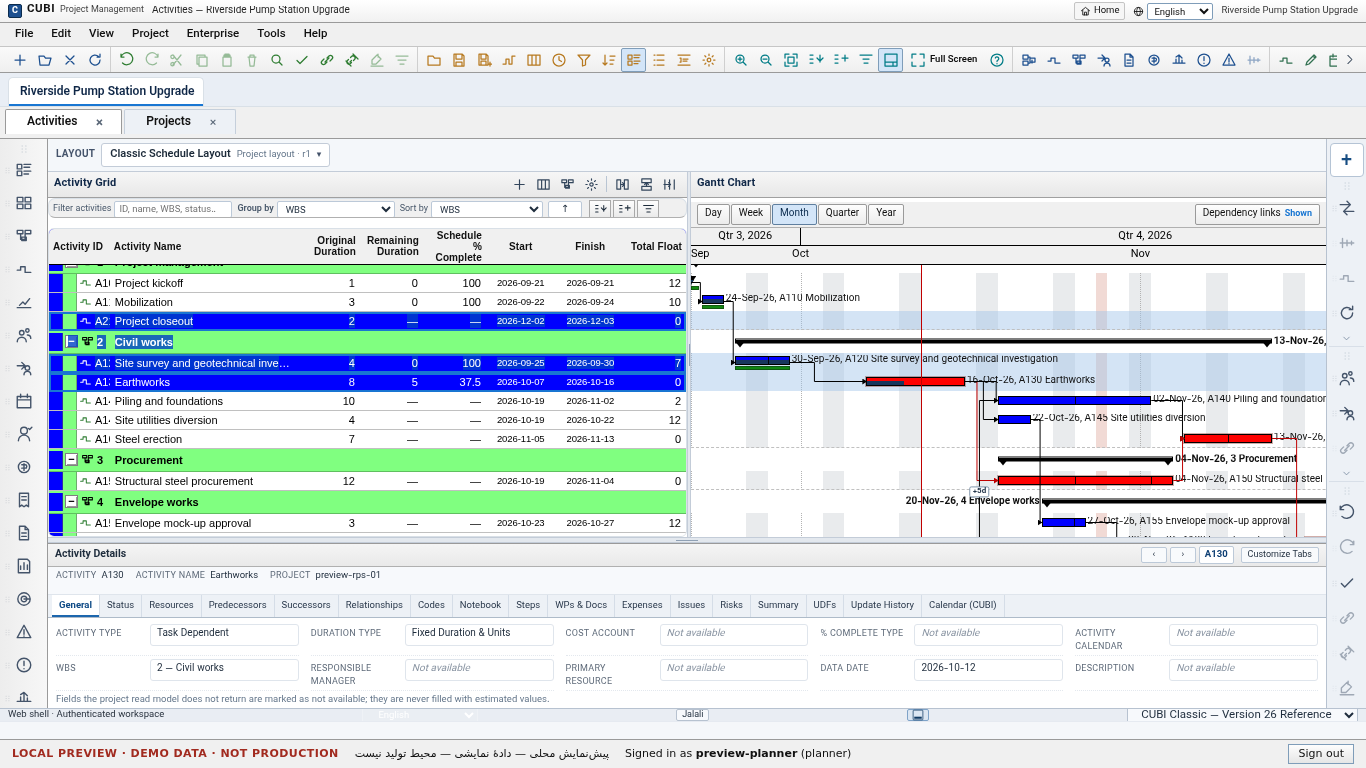 CUBI Project Management Activities — Riverside Pump Station Upgrade Home English Riverside Pump Station Upgrade
File Edit View Project Enterprise Tools Help
Full Screen
Riverside Pump Station Upgrade
Activities × Projects ×
LAYOUT Classic Schedule Layout Project layout · r1
Activity Grid
Filter activities ID, name, WBS, status.. Group by WBS Sort by WBS ↑
Activity ID Activity Name Original Duration Remaining Duration Schedule % Complete Start Finish Total Float
Project kickoff 1 0 100 2026-09-21 2026-09-21 12
Mobilization 3 0 100 2026-09-22 2026-09-24 10
Project closeout 2 — — 2026-12-02 2026-12-03 0
2 Civil works
Site survey and geotechnical inve... 4 0 100 2026-09-25 2026-09-30 7
Earthworks 8 5 37.5 2026-10-07 2026-10-16 0
Piling and foundations 10 — — 2026-10-19 2026-11-02 2
Site utilities diversion 4 — — 2026-10-19 2026-10-22 12
Steel erection 7 — — 2026-11-05 2026-11-13 0
3 Procurement
Structural steel procurement 12 — — 2026-10-19 2026-11-04 0
4 Envelope works
Envelope mock-up approval 3 — — 2026-10-23 2026-10-27 12
Gantt Chart
Day Week Month Quarter Year Dependency links Shown
Qtr 3, 2026 Qtr 4, 2026
Sep Oct Nov
24-Sep-26, A110 Mobilization
13-Nov-26,
30-Sep-26, A120 Site survey and geotechnical investigation
16-Oct-26, A130 Earthworks
02-Nov-26, A140 Piling and foundation
22-Oct-26, A145 Site utilities diversion
13-Nov-26,
04-Nov-26, 3 Procurement
04-Nov-26, A150 Structural steel
+5d
20-Nov-26, 4 Envelope works
27-Oct-26, A155 Envelope mock-up approval
Activity Details ‹ › A130 Customize Tabs
ACTIVITY A130 ACTIVITY NAME Earthworks PROJECT preview-rps-01
General Status Resources Predecessors Successors Relationships Codes Notebook Steps WPs & Docs Expenses Issues Risks Summary UDFs Update History Calendar (CUBI)
ACTIVITY TYPE Task Dependent DURATION TYPE Fixed Duration & Units COST ACCOUNT Not available % COMPLETE TYPE Not available ACTIVITY CALENDAR Not available
WBS 2 — Civil works RESPONSIBLE MANAGER Not available PRIMARY RESOURCE Not available DATA DATE 2026-10-12 DESCRIPTION Not available
Fields the project read model does not return are marked as not available; they are never filled with estimated values.
Web shell · Authenticated workspace English Jalali CUBI Classic — Version 26 Reference
LOCAL PREVIEW · DEMO DATA · NOT PRODUCTION پیش‌نمایش محلی — دادهٔ نمایشی — محیط تولید نیست Signed in as preview-planner (planner) Sign out